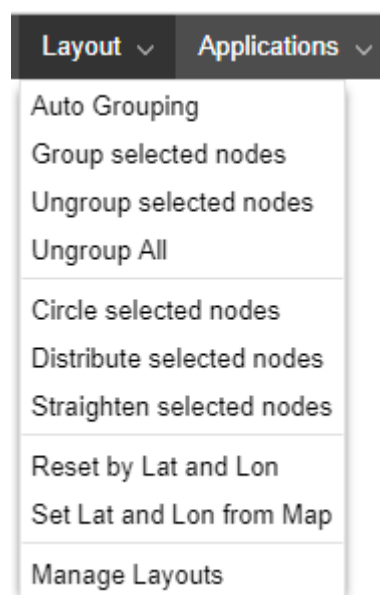 Layout Applications
Auto Grouping
Group selected nodes
Ungroup selected nodes
Ungroup All
Circle selected nodes
Distribute selected nodes
Straighten selected nodes
Reset by Lat and Lon
Set Lat and Lon from Map
Manage Layouts